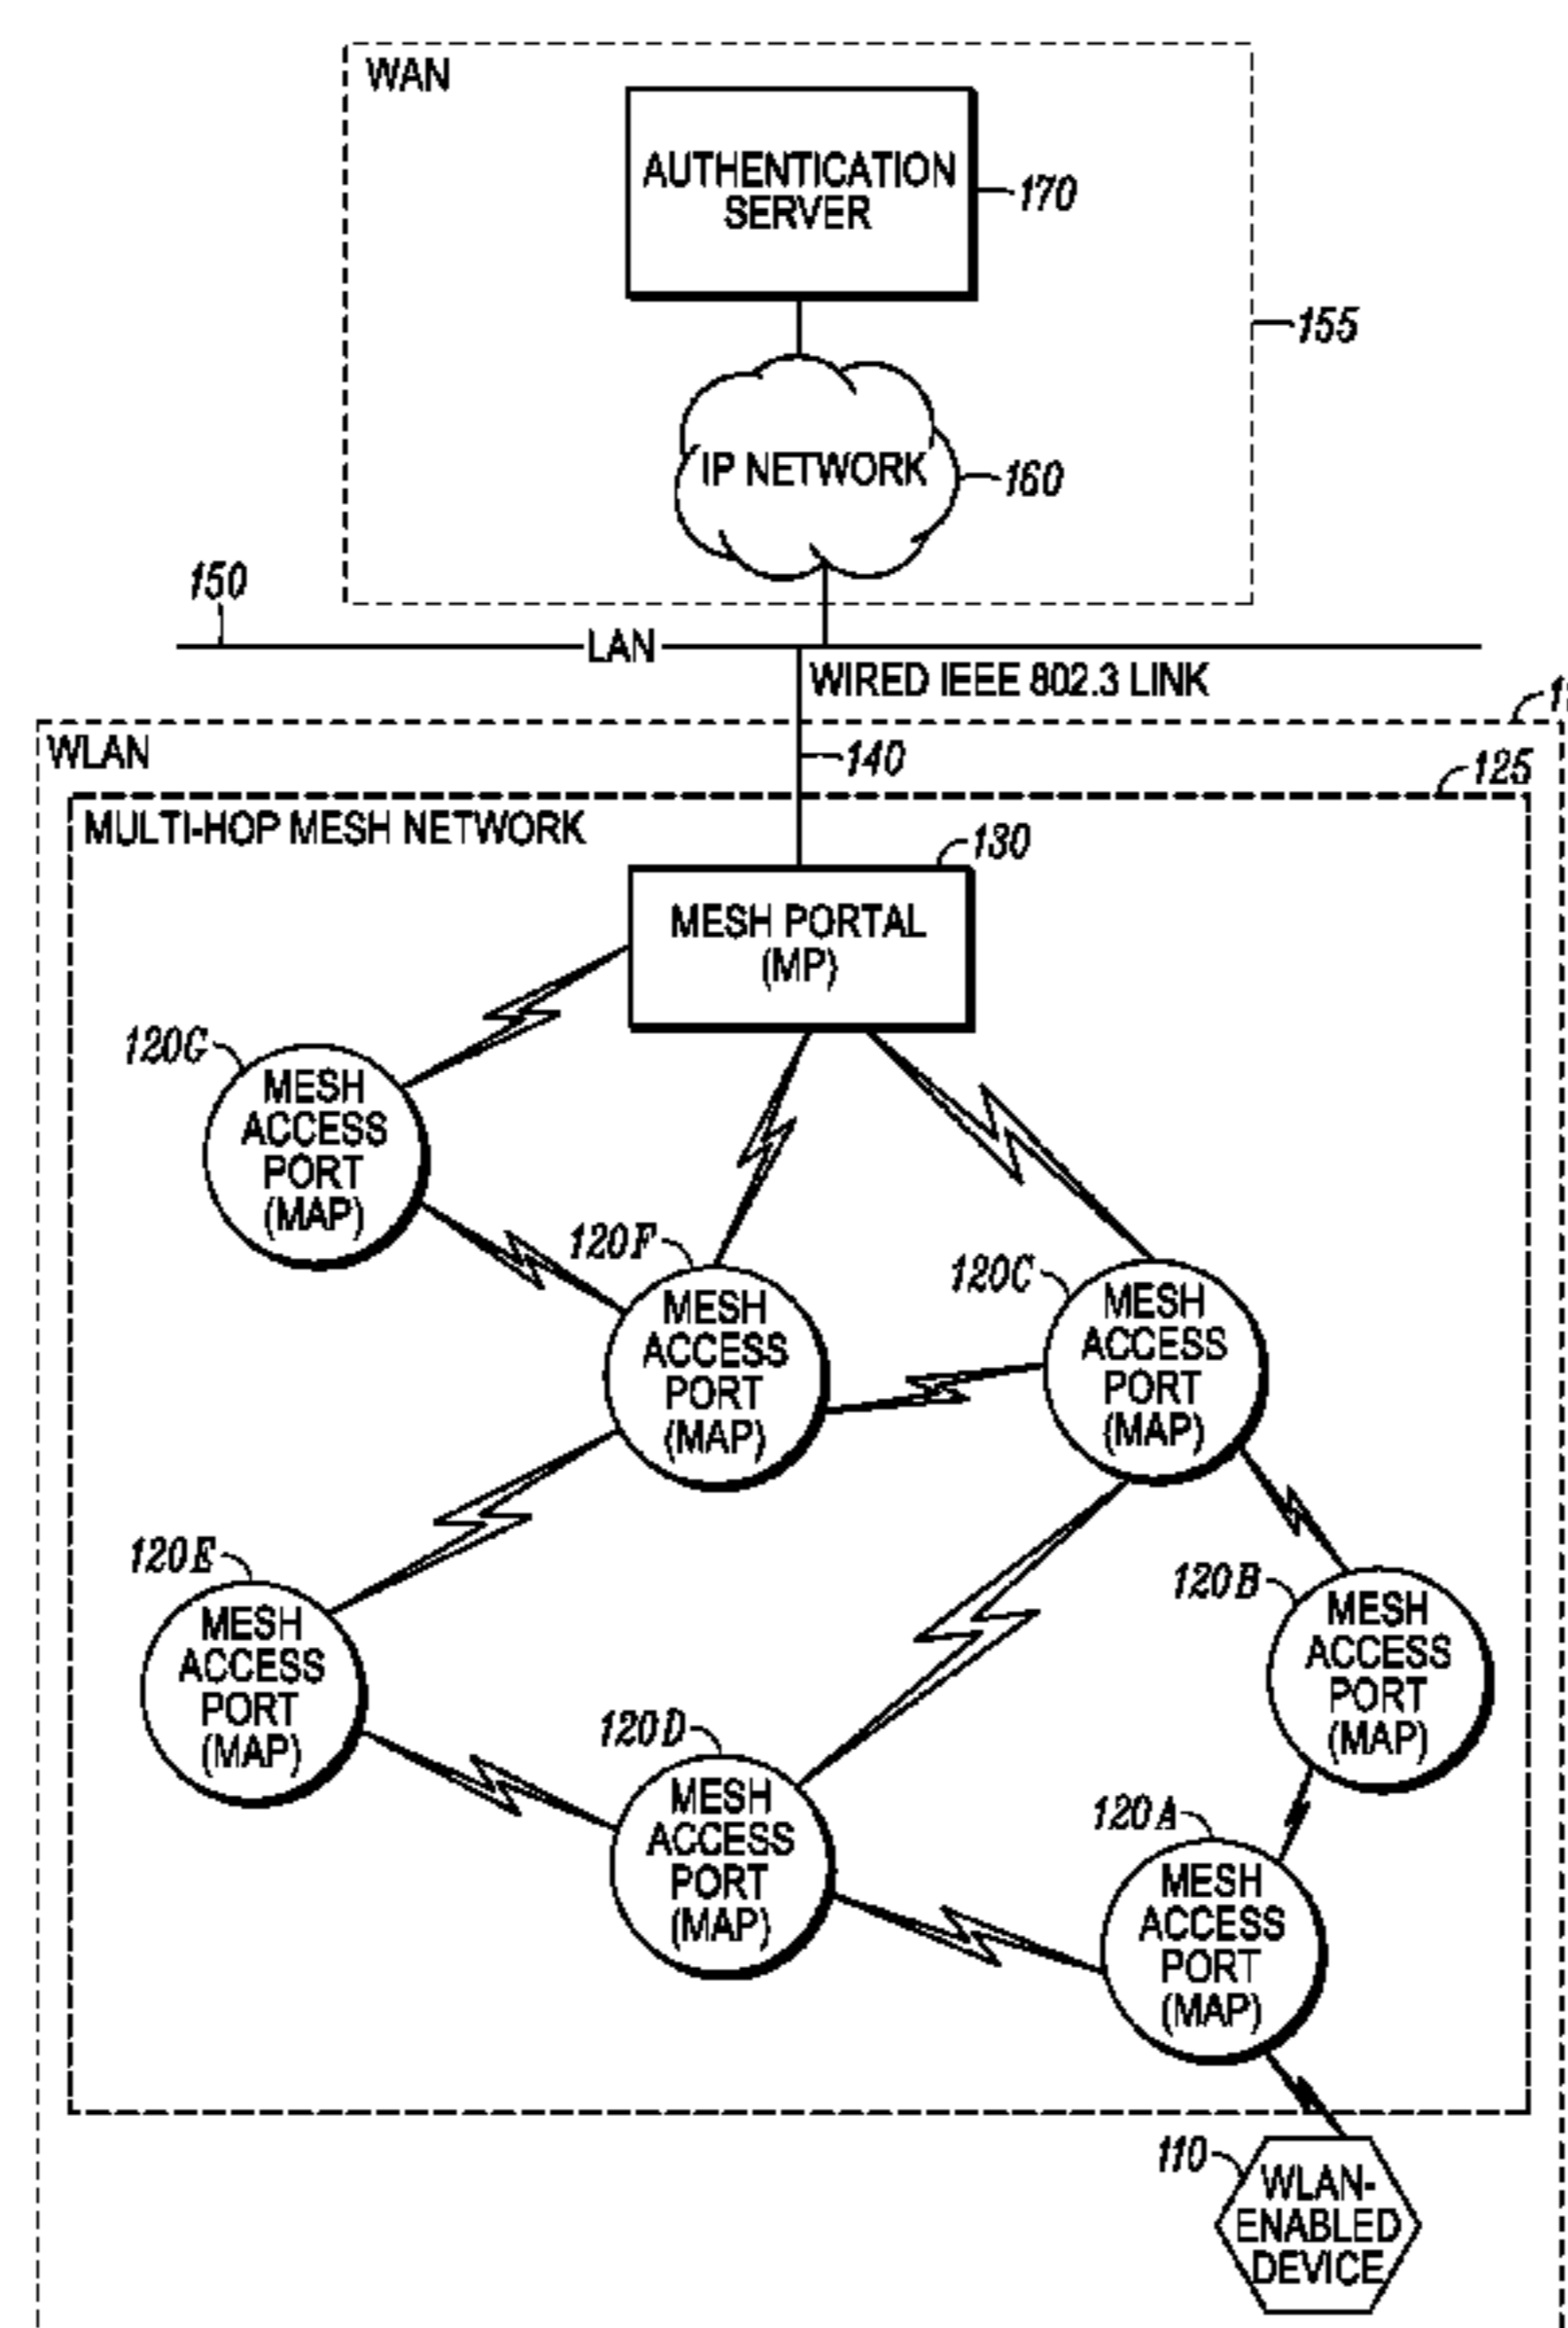 WAN
AUTHENTICATION
SERVER
170
155
IP NETWORK
160
150
LAN
WIRED IEEE 802.3 LINK
WLAN
140
125
MULTI-HOP MESH NETWORK
130
MESH PORTAL
(MP)
120G
MESH
ACCESS
PORT
(MAP)
120F
MESH
ACCESS
PORT
(MAP)
120C
MESH
ACCESS
PORT
(MAP)
120E
MESH
ACCESS
PORT
(MAP)
120B
MESH
ACCESS
PORT
(MAP)
120D
MESH
ACCESS
PORT
(MAP)
120A
MESH
ACCESS
PORT
(MAP)
110
WLAN-
ENABLED
DEVICE